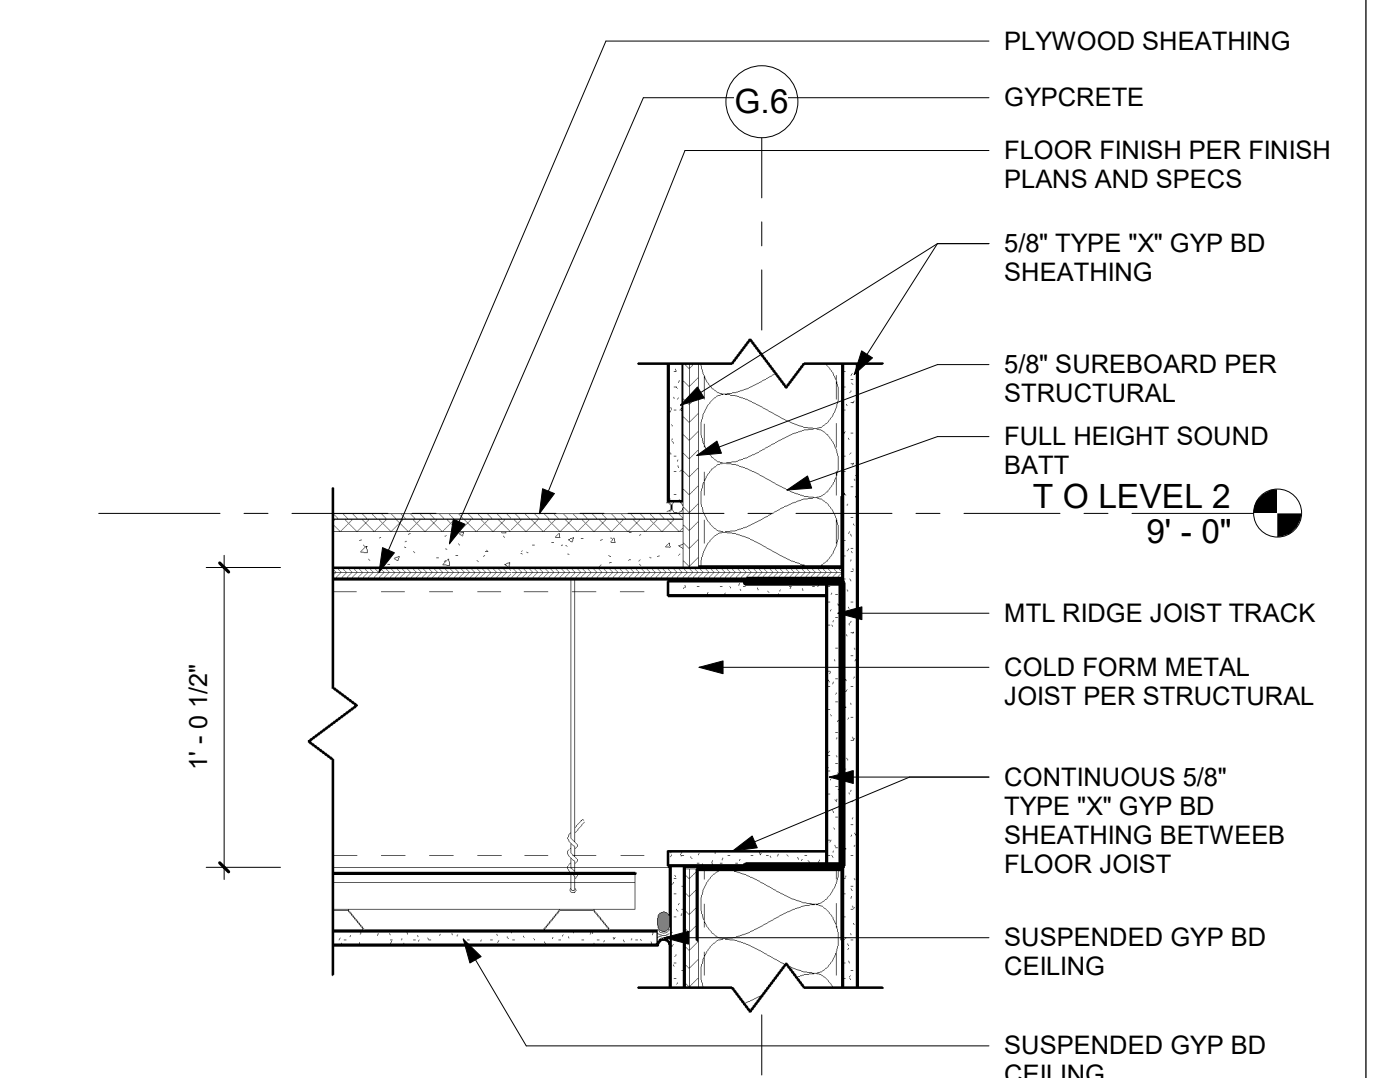 PLYWOOD SHEATHING
G.6
GYPCRETE
FLOOR FINISH PER FINISH
PLANS AND SPECS
5/8" TYPE "X" GYP BD
SHEATHING
5/8" SUREBOARD PER
STRUCTURAL
FULL HEIGHT SOUND
BATT
T O LEVEL 2
9' - 0"
MTL RIDGE JOIST TRACK
COLD FORM METAL
JOIST PER STRUCTURAL
1' - 0 1/2"
CONTINUOUS 5/8"
TYPE "X" GYP BD
SHEATHING BETWEEB
FLOOR JOIST
SUSPENDED GYP BD
CEILING
SUSPENDED GYP BD
CEILING